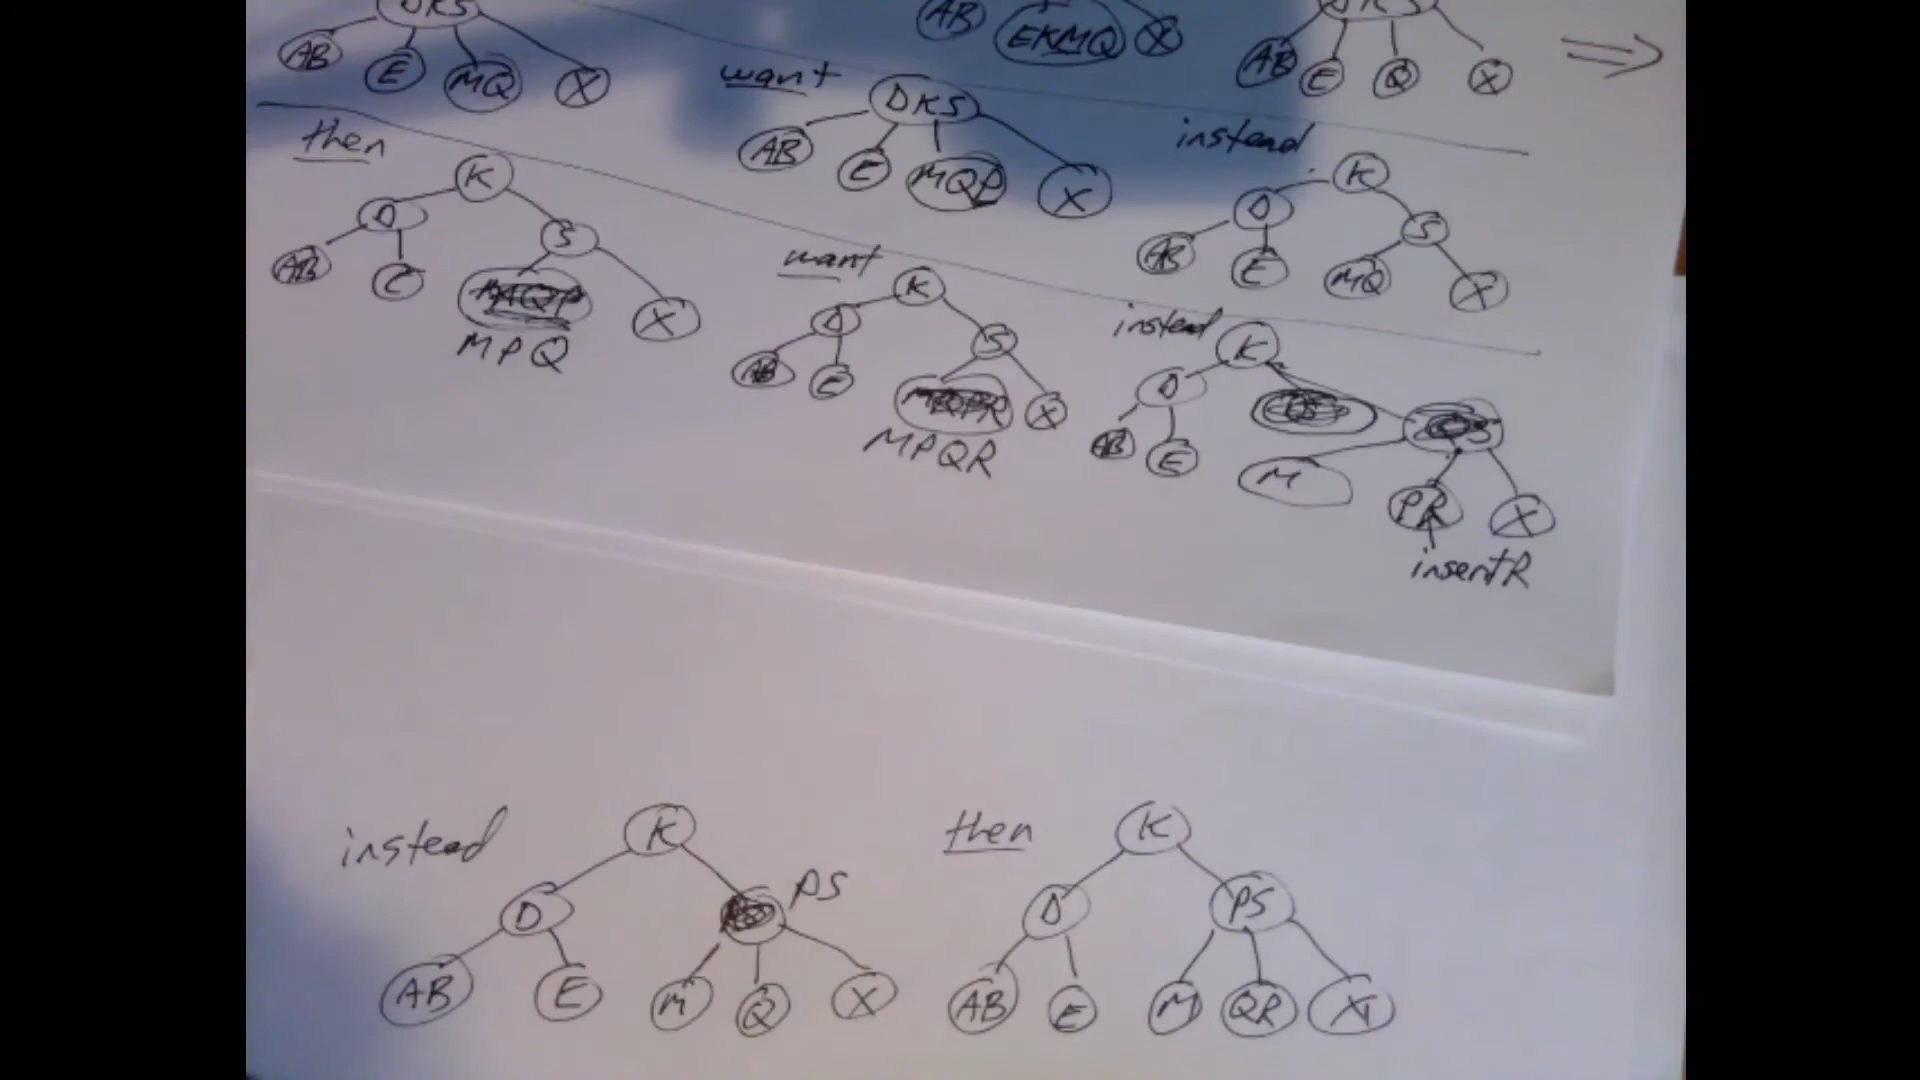 DKS
AB E MQ X
AB EKMQ X
AB E Q X
want
DKS
AB E MQP X
then
K
D S
AB E
X
MPQ
instead
K
D S
AB E MQ X
want
K
D S
AB E
X
MPQR
instead
K
D S
AB E M PR X
insert R
instead
K
D PS
AB E M Q X
then
K
D PS
AB E M QR X